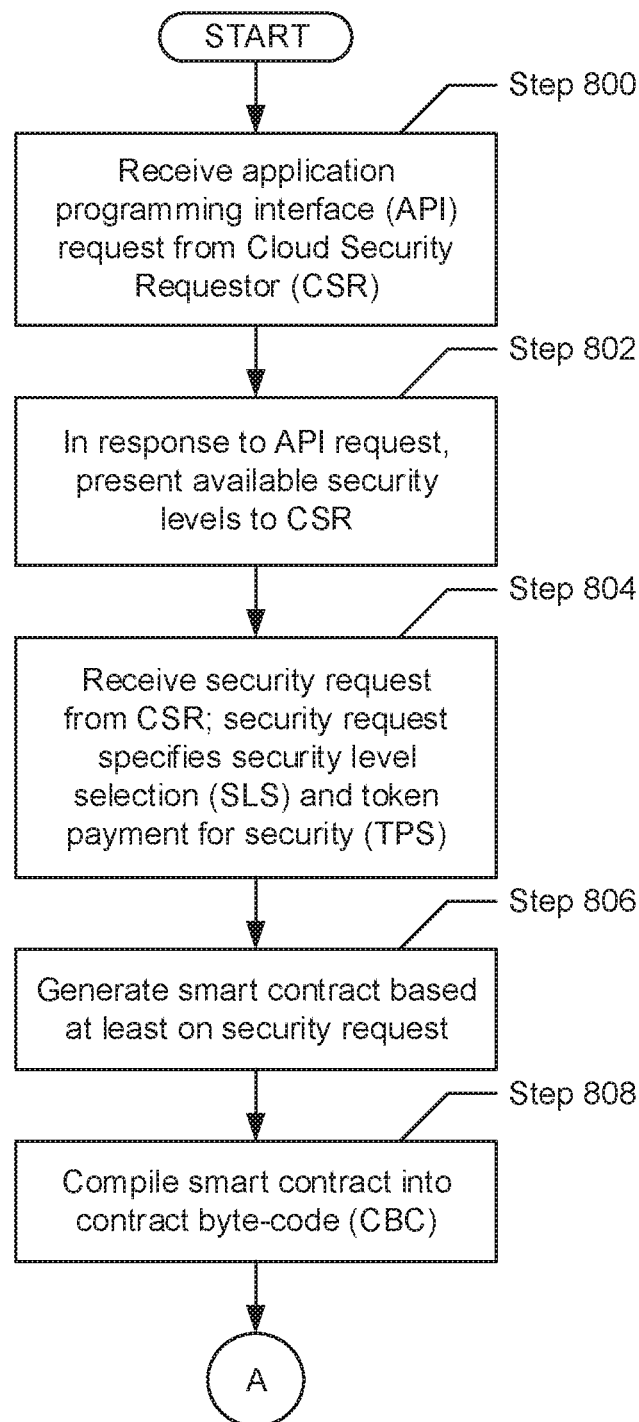 START
Step 800
Receive application
programming interface (API)
request from Cloud Security
Requestor (CSR)
Step 802
In response to API request,
present available security
levels to CSR
Step 804
Receive security request
from CSR; security request
specifies security level
selection (SLS) and token
payment for security (TPS)
Step 806
Generate smart contract based
at least on security request
Step 808
Compile smart contract into
contract byte-code (CBC)
A